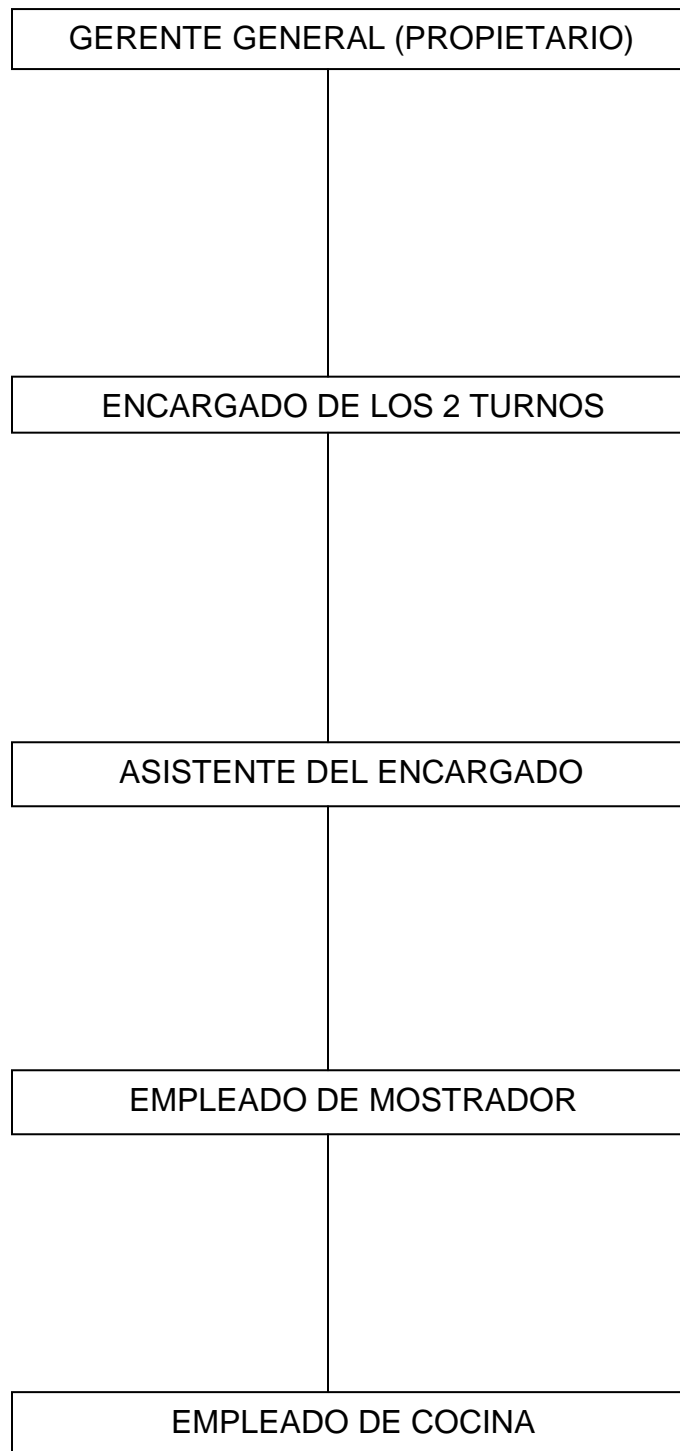 GERENTE GENERAL (PROPIETARIO)
ENCARGADO DE LOS 2 TURNOS
ASISTENTE DEL ENCARGADO
EMPLEADO DE MOSTRADOR
EMPLEADO DE COCINA